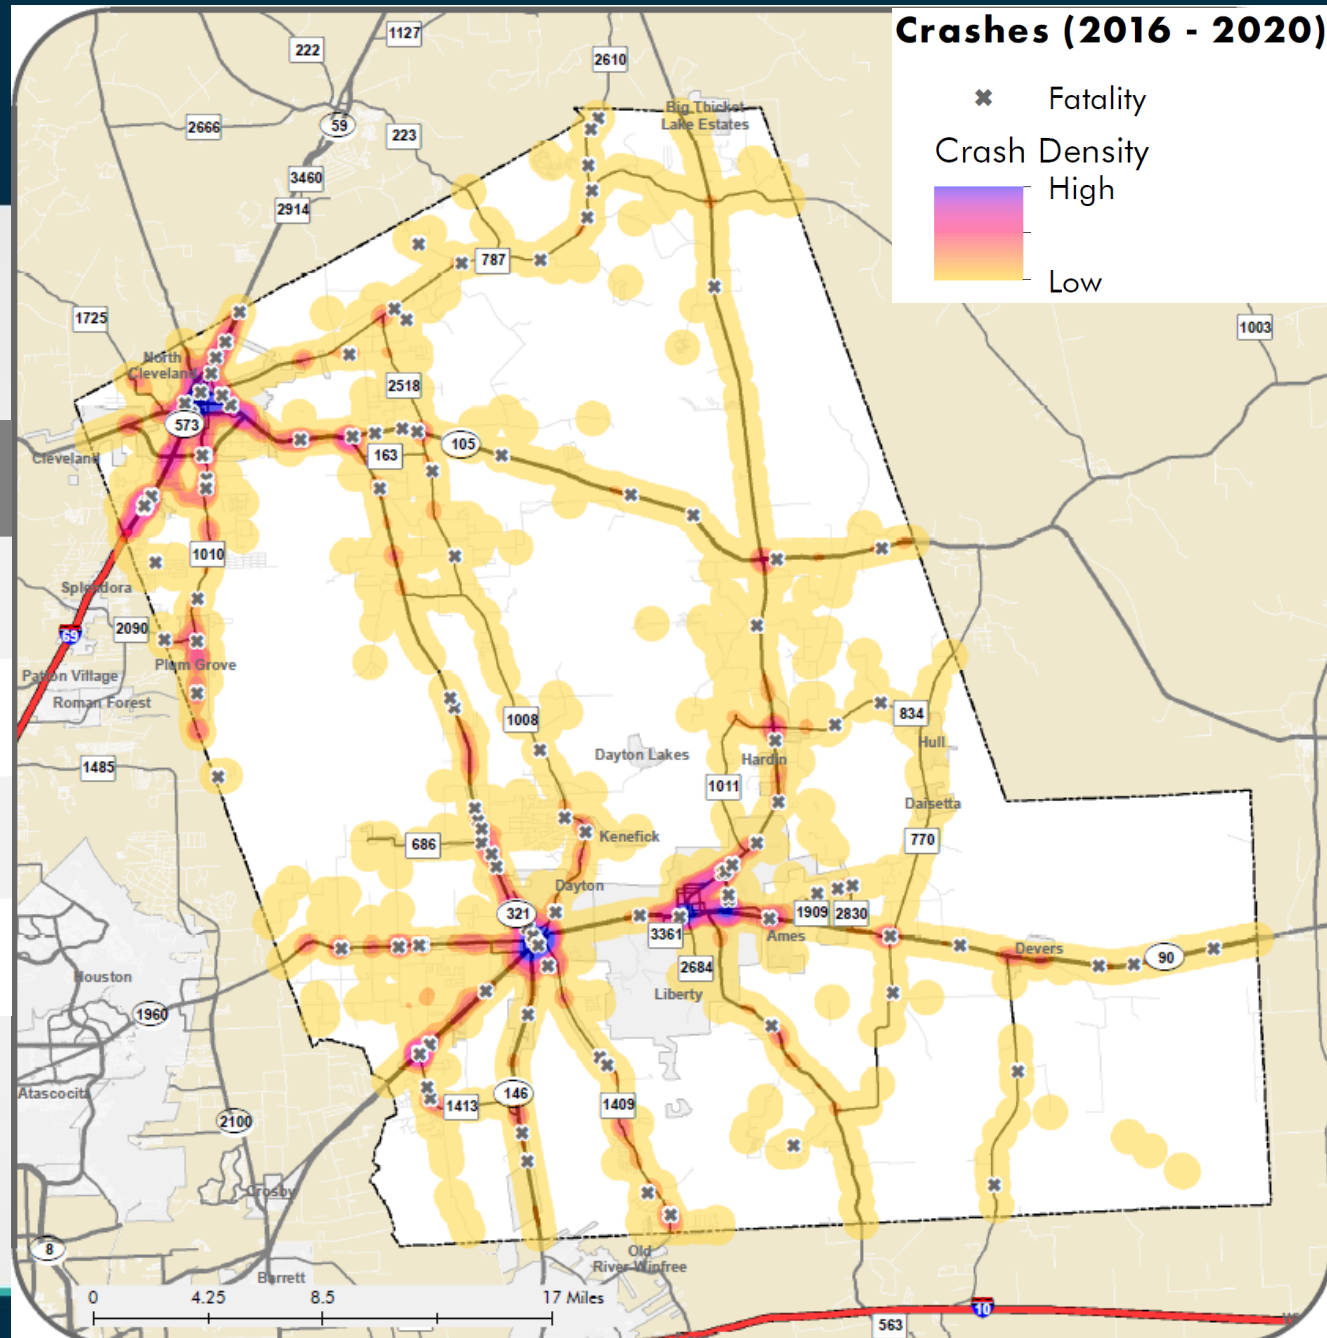 Crashes (2016 - 2020)
Fatality
Crash Density
High
Low
1127
222
2610
Big Thicket
Lake Estates
2666
59
223
3460
2914
787
1725
1003
North
Cleveland
2518
573
105
163
Cleveland
1010
Splendora
69
2090
Plum Grove
Patton Village
Roman Forest
1008
834
Hull
Dayton Lakes
Hardin
1485
1011
Daisetta
Kenefick
686
770
Dayton
321
1909
2830
3361
Ames
Devers
90
2684
Houston
Liberty
1960
Atascocita
146
1413
1409
2100
Crosby
8
Old
River-Winfree
Barrett
0
4.25
8.5
17 Miles
10
563